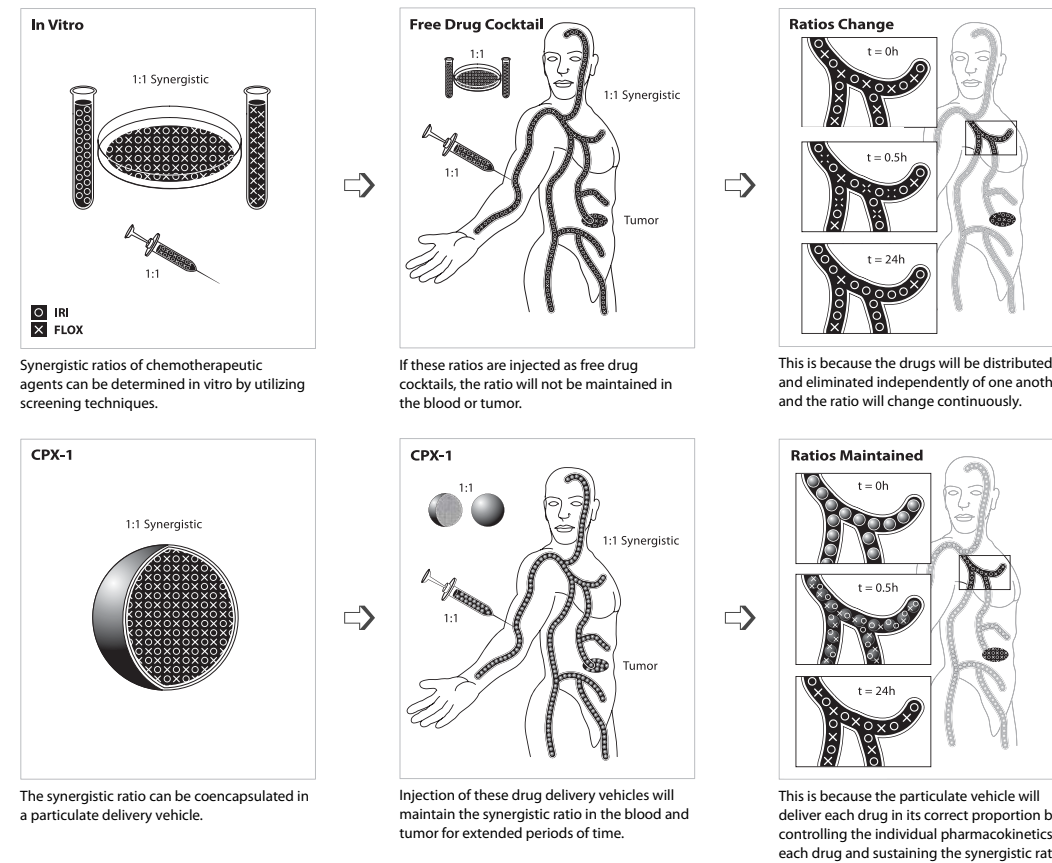 In Vitro
1:1 Synergistic
1:1
IRI
FLOX
Synergistic ratios of chemotherapeutic
agents can be determined in vitro by utilizing
screening techniques.
Free Drug Cocktail
1:1
1:1 Synergistic
1:1
Tumor
If these ratios are injected as free drug
cocktails, the ratio will not be maintained in
the blood or tumor.
Ratios Change
t = 0h
t = 0.5h
t = 24h
This is because the drugs will be distributed
and eliminated independently of one anoth
and the ratio will change continuously.
CPX-1
1:1 Synergistic
The synergistic ratio can be coencapsulated in
a particulate delivery vehicle.
CPX-1
1:1
1:1 Synergistic
1:1
Tumor
Injection of these drug delivery vehicles will
maintain the synergistic ratio in the blood and
tumor for extended periods of time.
Ratios Maintained
t = 0h
t = 0.5h
t = 24h
This is because the particulate vehicle will
deliver each drug in its correct proportion b
controlling the individual pharmacokinetics
each drug and sustaining the synergistic rat